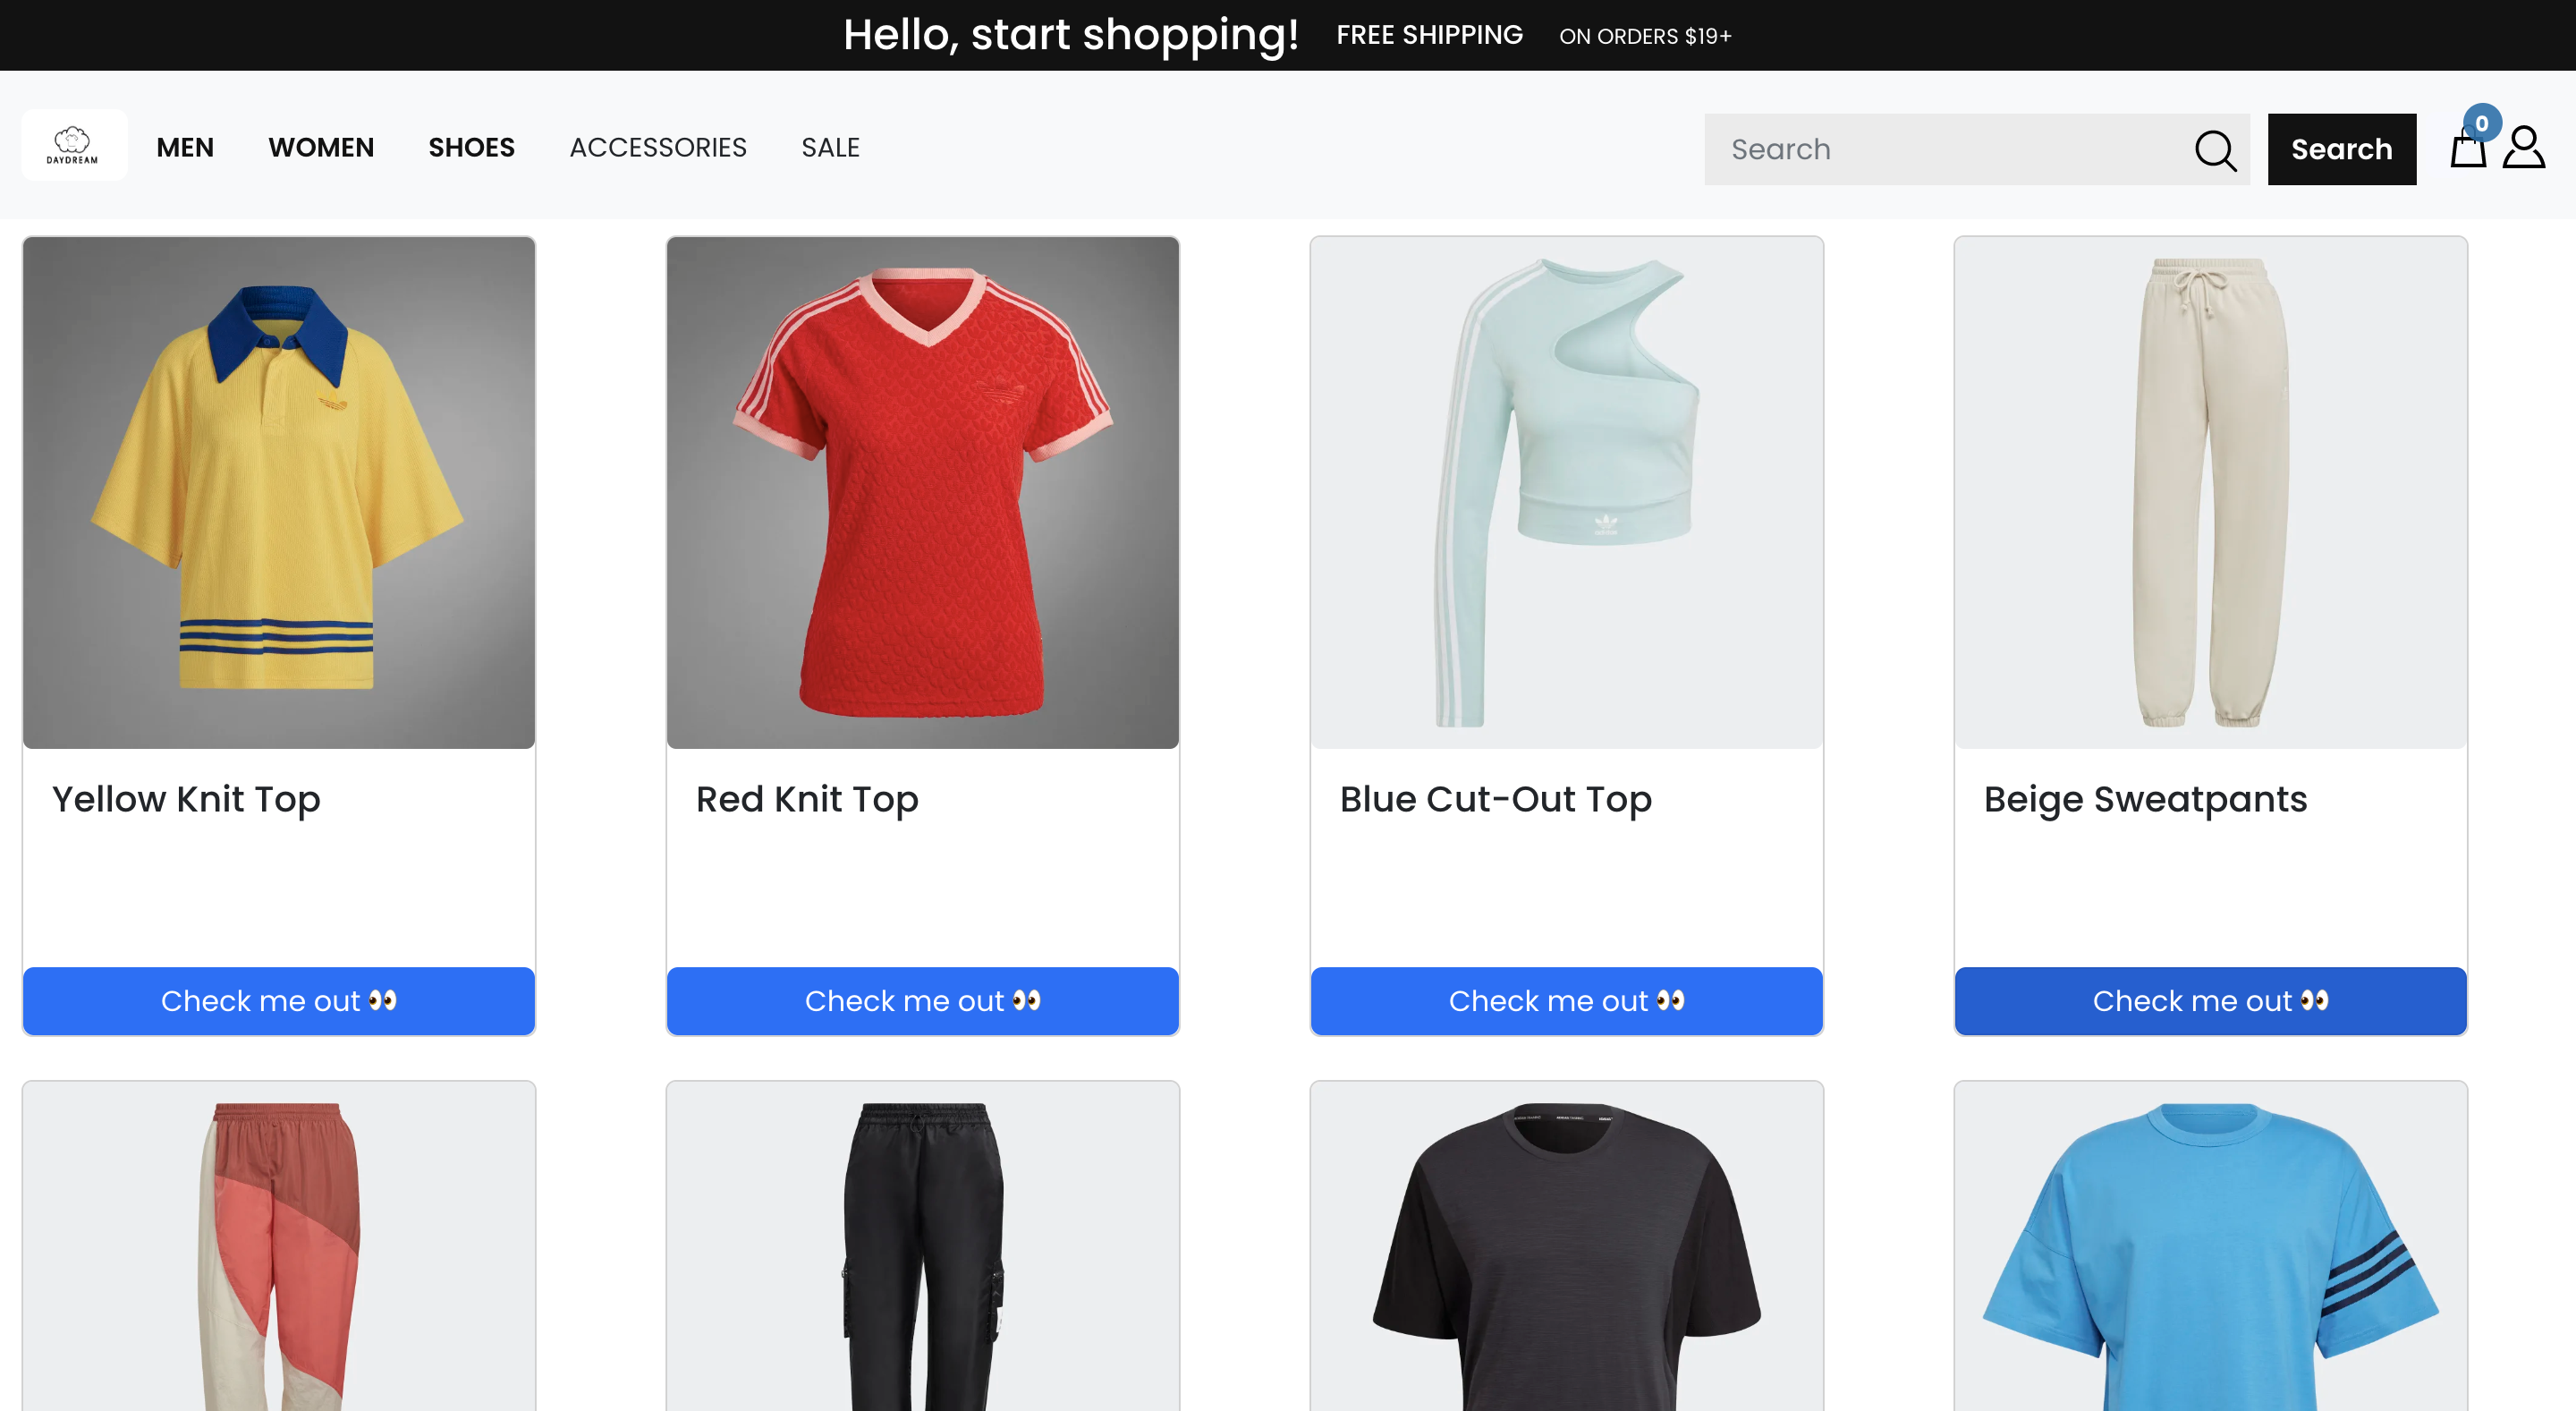 Hello, start shopping! FREE SHIPPING ON ORDERS $19+
DAYDREAM
MEN WOMEN SHOES ACCESSORIES SALE
Search
Search
0
Yellow Knit Top
Red Knit Top
Blue Cut-Out Top
Beige Sweatpants
Check me out 👀
Check me out 👀
Check me out 👀
Check me out 👀